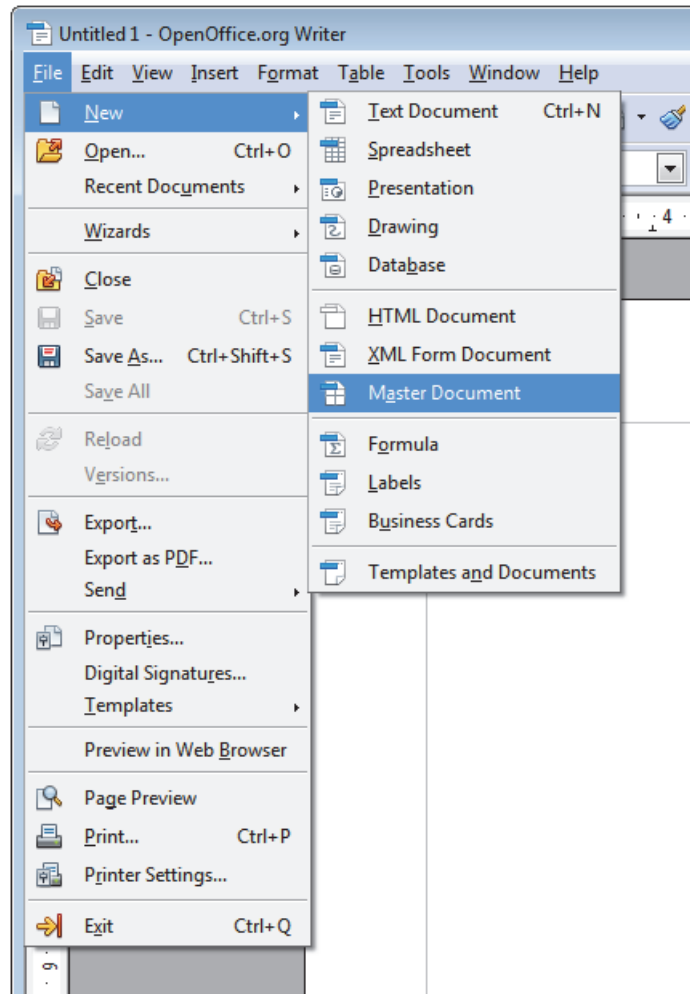 Untitled 1 - OpenOffice.org Writer
File Edit View Insert Format Table Tools Window Help
New
Open... Ctrl+O
Recent Documents
Wizards
Close
Save Ctrl+S
Save As... Ctrl+Shift+S
Save All
Reload
Versions...
Export...
Export as PDF...
Send
Properties...
Digital Signatures...
Templates
Preview in Web Browser
Page Preview
Print... Ctrl+P
Printer Settings...
Exit Ctrl+Q
Text Document Ctrl+N
Spreadsheet
Presentation
Drawing
Database
HTML Document
XML Form Document
Master Document
Formula
Labels
Business Cards
Templates and Documents
4
6